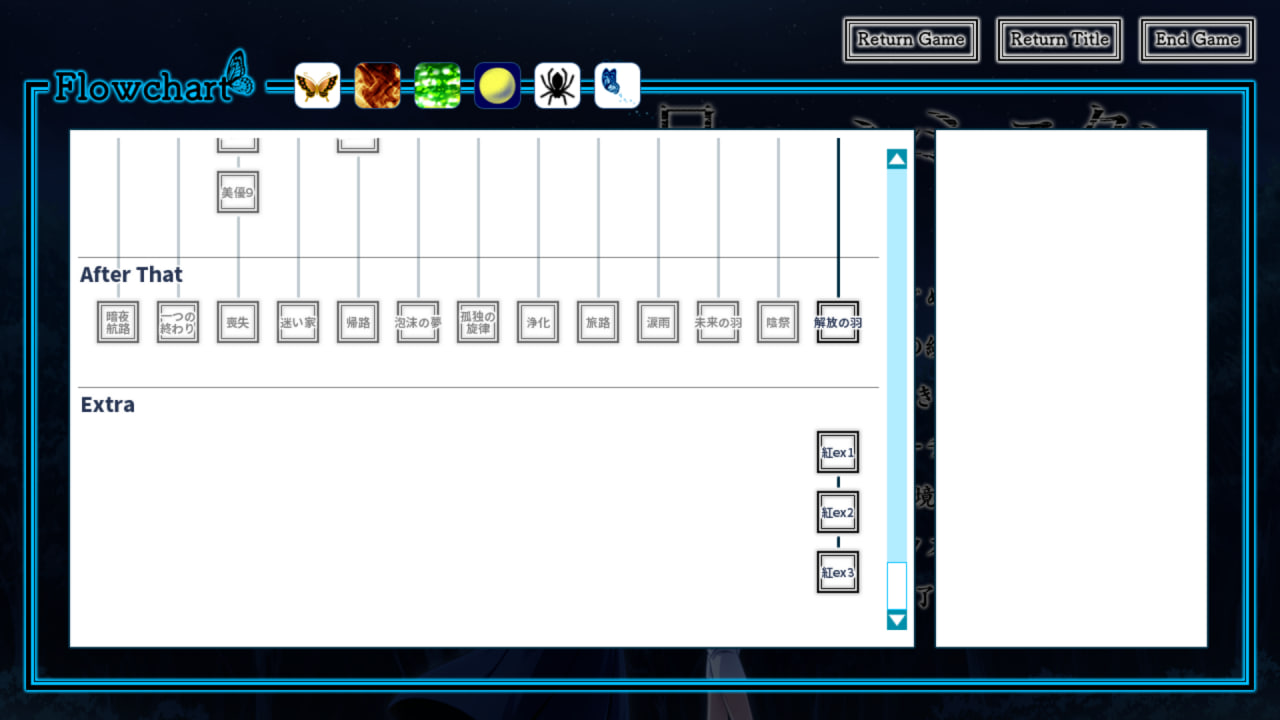 Return Game
Return Title
End Game
Flowchart
美優9
After That
暗夜
航路
一つの
終わり
喪失
迷い家
帰路
泡沫の夢
孤独の
旋律
浄化
旅路
涙雨
未来の羽
陰祭
解放の羽
Extra
紅ex1
紅ex2
紅ex3